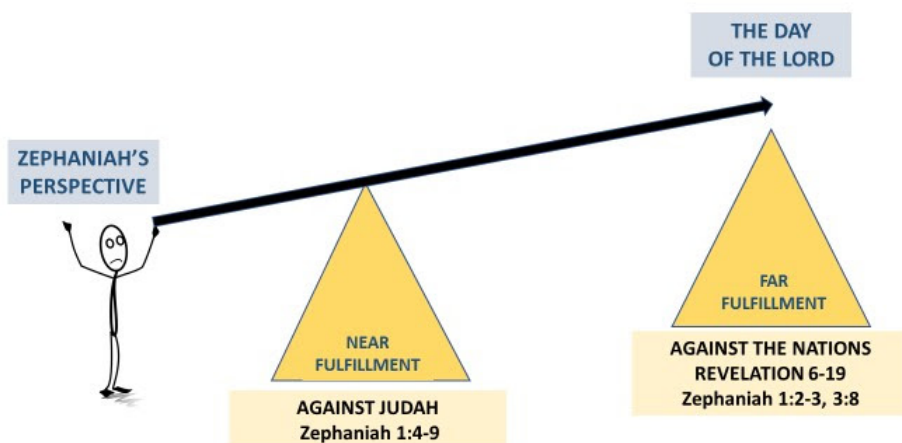 THE DAY
OF THE LORD
ZEPHANIAH'S
PERSPECTIVE
NEAR
FULFILLMENT
FAR
FULFILLMENT
AGAINST JUDAH
Zephaniah 1:4-9
AGAINST THE NATIONS
REVELATION 6-19
Zephaniah 1:2-3, 3:8